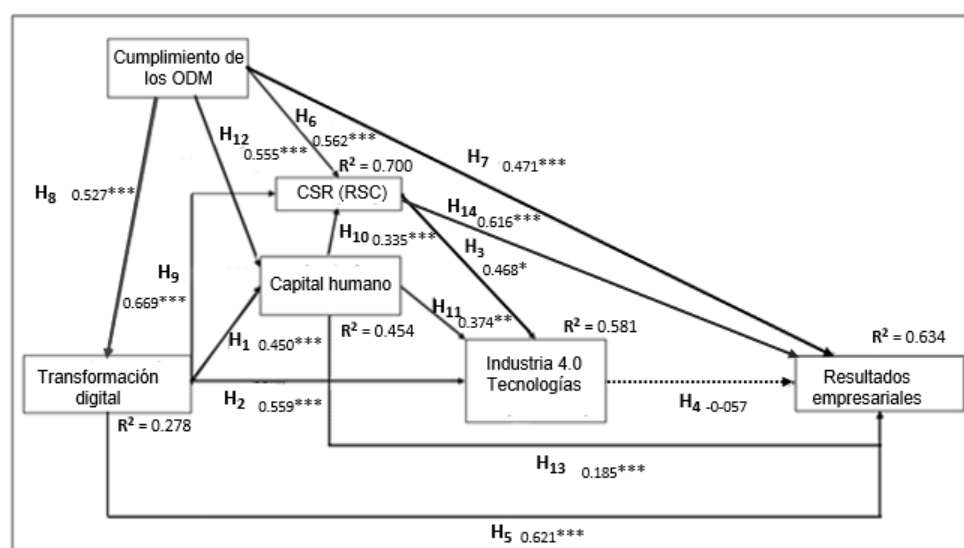 Cumplimiento de
los ODM
H6
0.562***
H12
0.555***
R² = 0.700
H7 0.471***
CSR (RSC)
H8 0.527***
H14
0.616***
H10 0.335***
H3
0.468*
H9
0.669***
Capital humano
H11
0.374**
R² = 0.454
R² = 0.581
H1 0.450***
R² = 0.634
Industria 4.0
Tecnologías
Transformación
digital
H2 0.559***
H4 -0-057
Resultados
empresariales
R² = 0.278
H13 0.185***
H5 0.621***